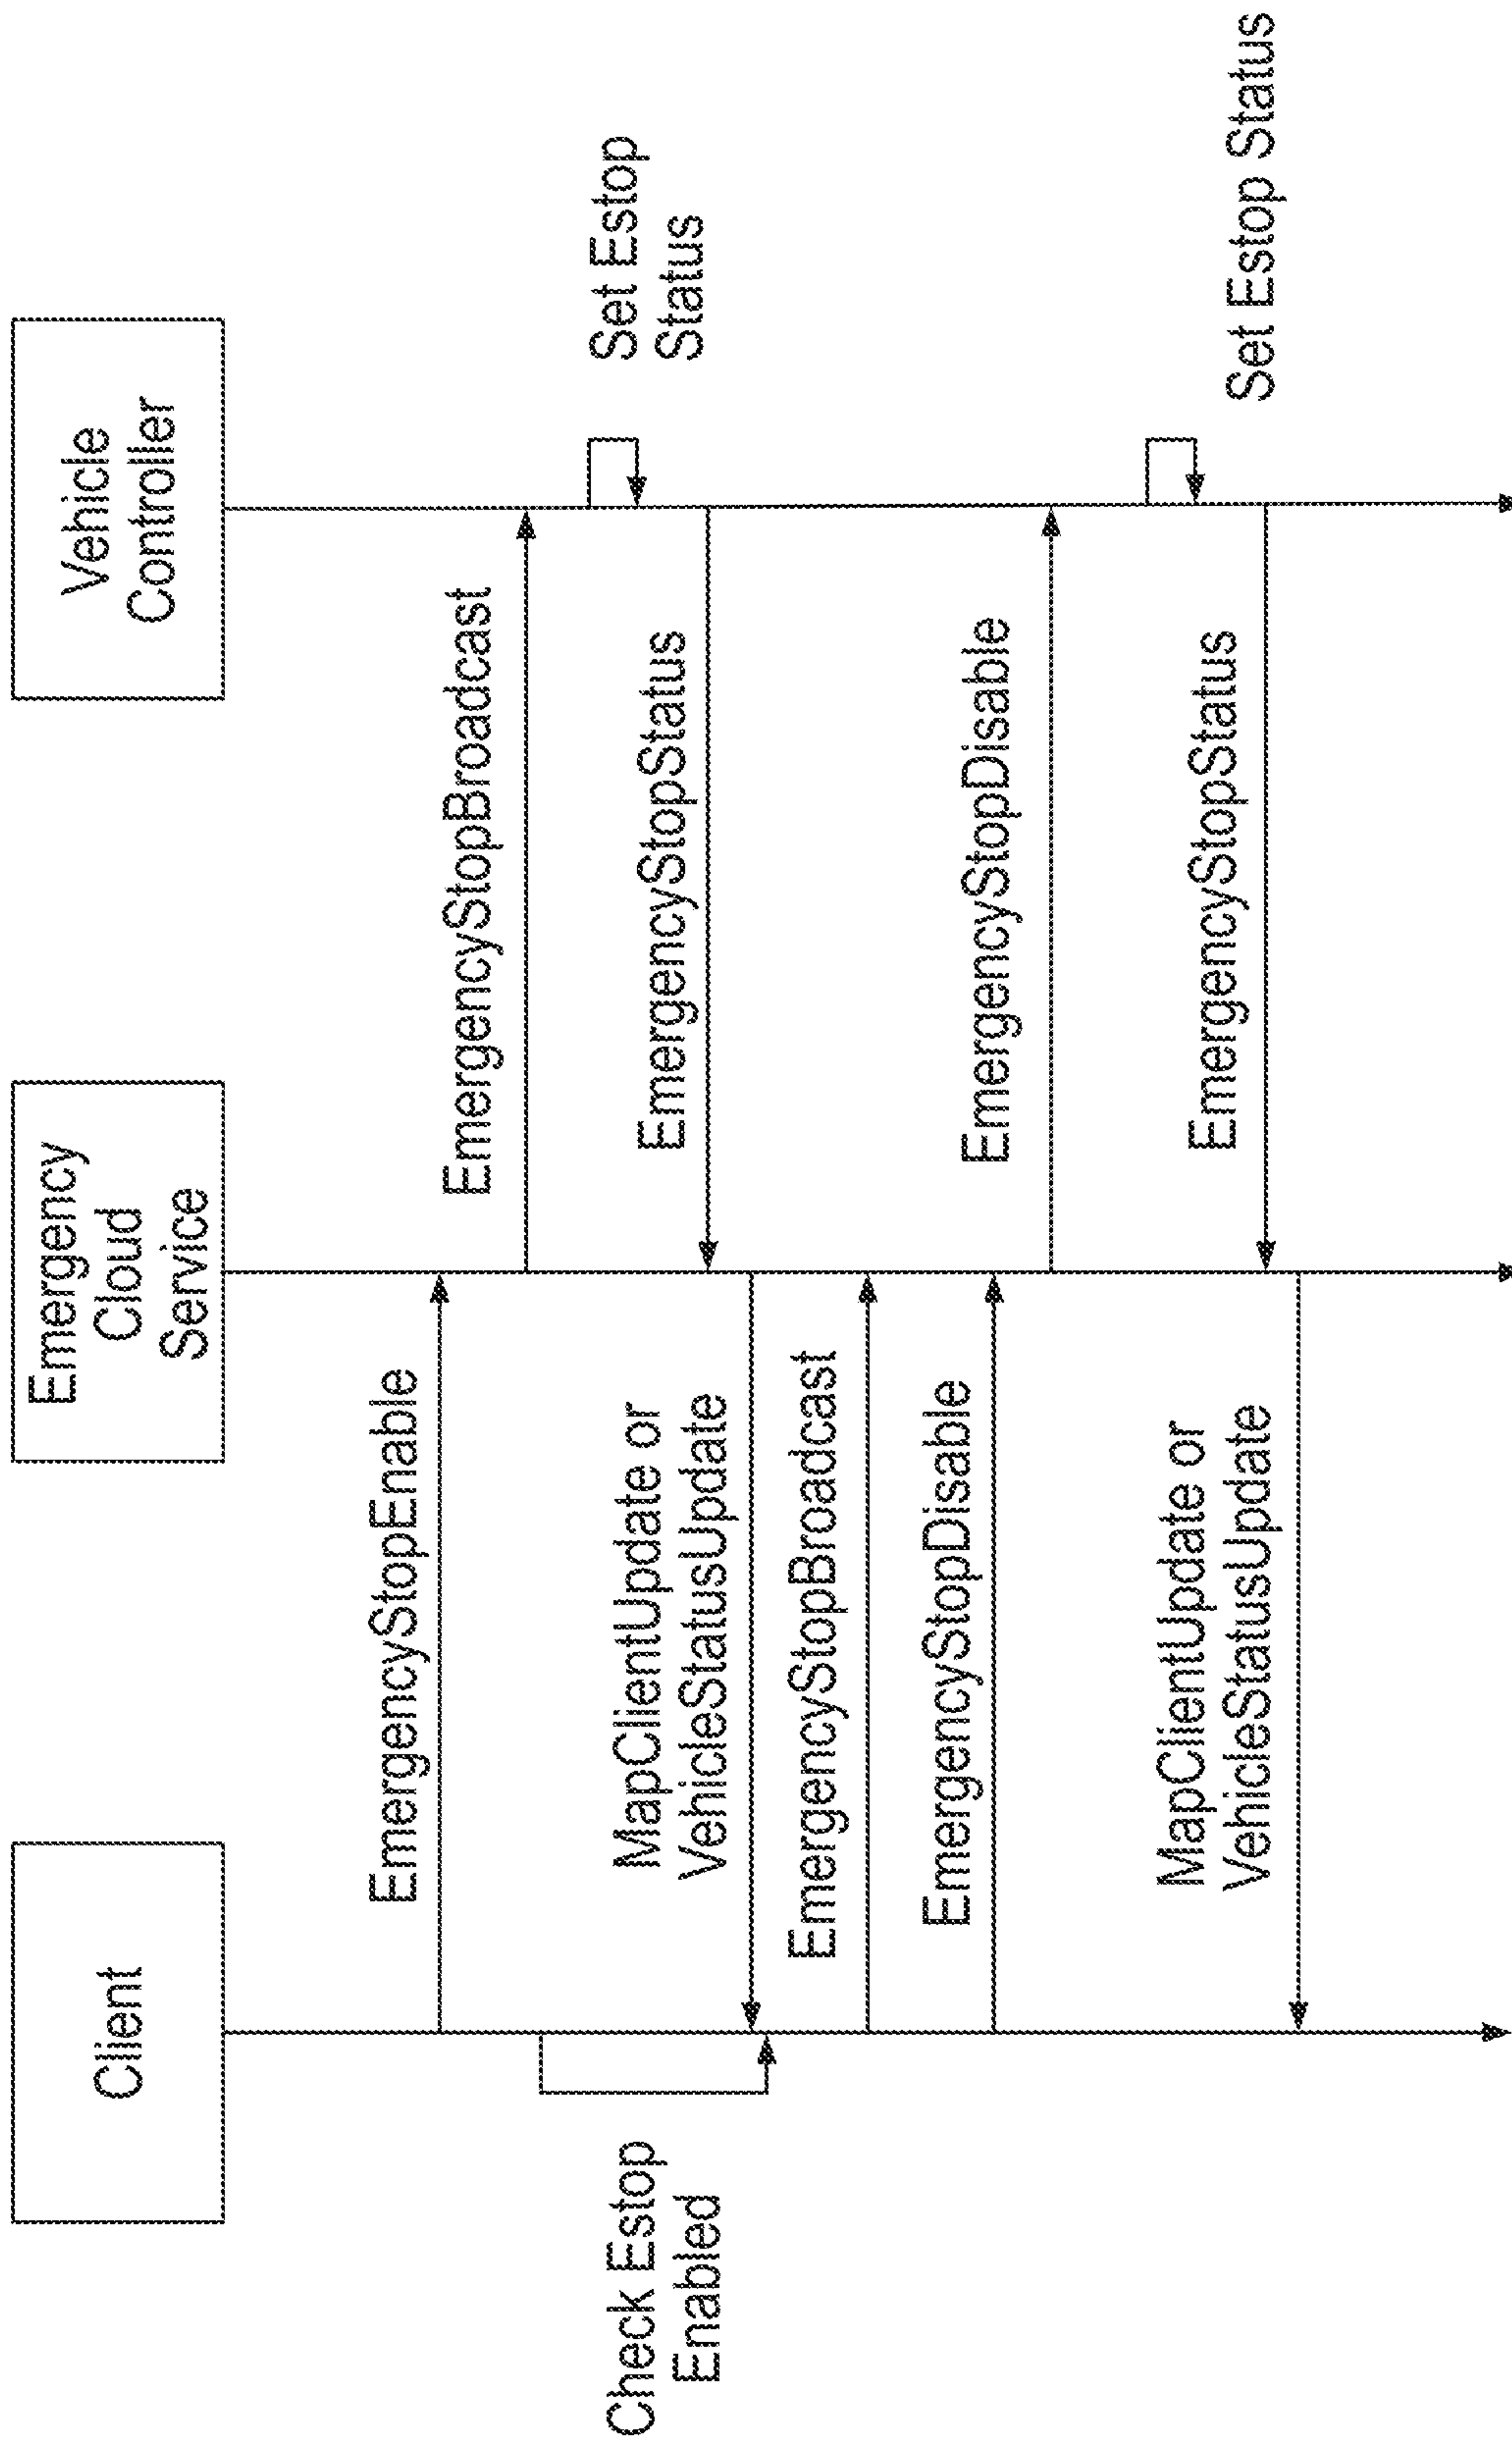 Client
Emergency
Cloud
Service
Vehicle
Controller
EmergencyStopEnable
EmergencyStopBroadcast
Check Estop
Enabled
Set Estop
Status
EmergencyStopStatus
MapClientUpdate or
VehicleStatusUpdate
EmergencyStopBroadcast
EmergencyStopDisable
EmergencyStopDisable
Set Estop Status
EmergencyStopStatus
MapClientUpdate or
VehicleStatusUpdate